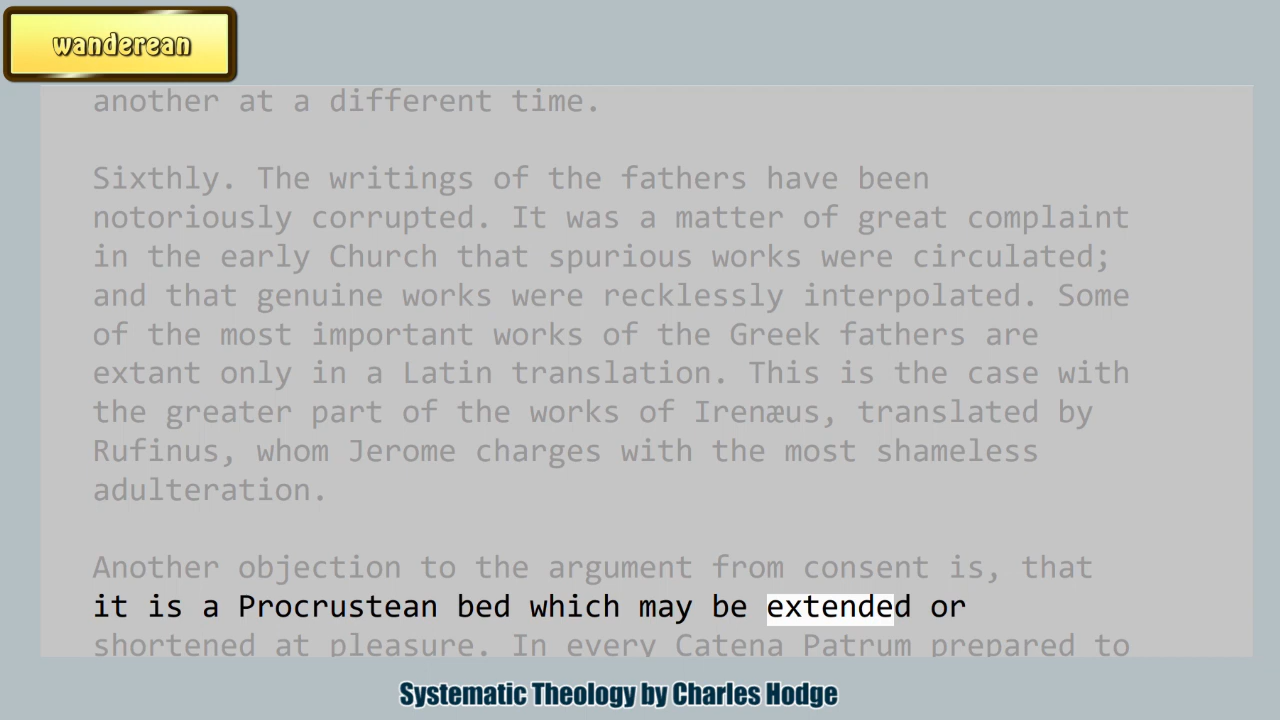 wanderean
another at a different time.
Sixthly. The writings of the fathers have been
notoriously corrupted. It was a matter of great complaint
in the early Church that spurious works were circulated;
and that genuine works were recklessly interpolated. Some
of the most important works of the Greek fathers are
extant only in a Latin translation. This is the case with
the greater part of the works of Irenæus, translated by
Rufinus, whom Jerome charges with the most shameless
adulteration.
Another objection to the argument from consent is, that
it is a Procrustean bed which may be extended or
shortened at pleasure. In every Catena Patrum prepared to
Systematic Theology by Charles Hodge